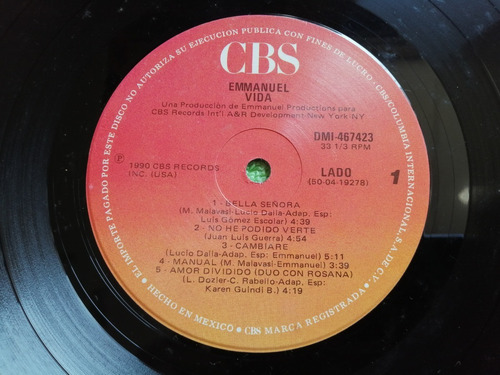 EL IMPORTE PAGADO POR ESTE DISCO NO AUTORIZA SU EJECUCION PUBLICA CON FINES DE LUCRO · CBS/COLUMBIA INTERNACIONAL, S.A. DE C.V.
CBS
EMMANUEL
VIDA
Una Producción de Emmanuel Productions para
CBS Records Int'l A&R Development-New York-NY
DMI-467423
33 1/3 RPM
Ⓟ 1990 CBS RECORDS
INC. (USA)
LADO
1
(50-04-19278)
1 - BELLA SEÑORA
(M. Malavasi-Lucio Dalla-Adap. Esp:
Luis Gómez Escolar) 4:39
2 - NO HE PODIDO VERTE
(Juan Luis Guerra) 4:54
3 - CAMBIARE
(Lucio Dalla-Adap. Esp: Emmanuel) 5:11
4 - MANUAL (M. Malavasi-Emmanuel) 3:39
5 - AMOR DIVIDIDO (DUO CON ROSANA)
(L. Dozler-C. Rabello-Adap. Esp:
Karen Guindi B.) 4:19
HECHO EN MEXICO · CBS MARCA REGISTRADA ·